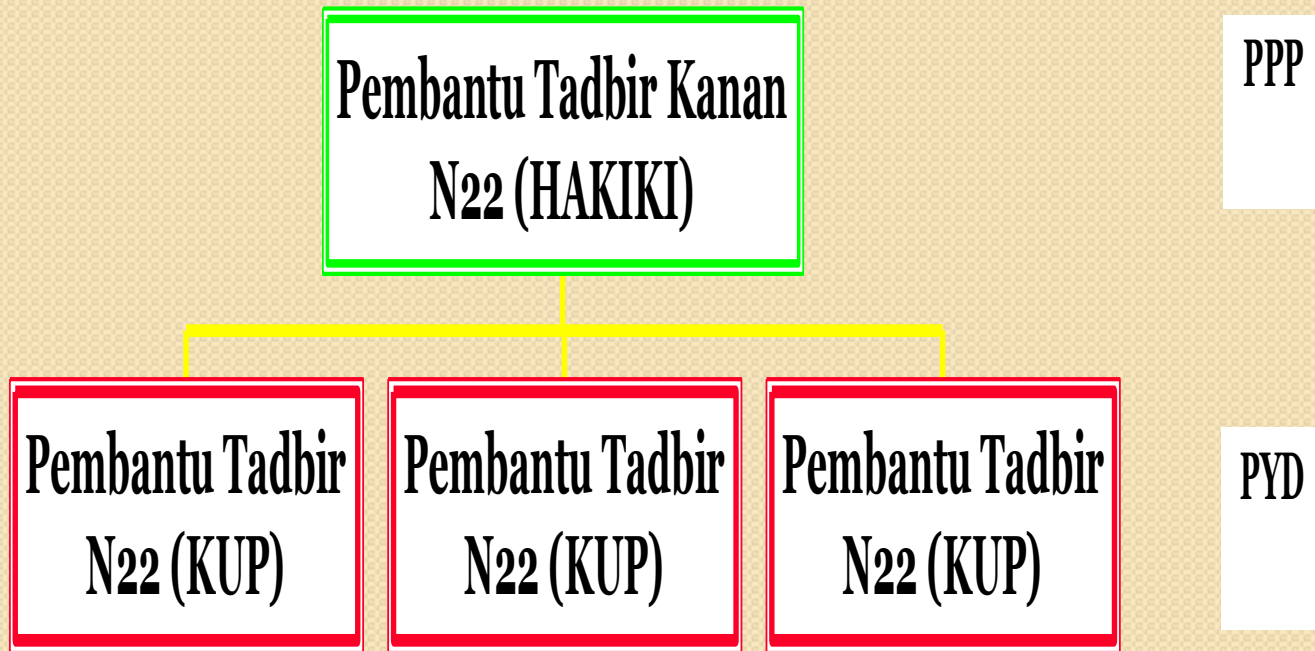 Pembantu Tadbir Kanan
N22 (HAKIKI)
PPP
Pembantu Tadbir
N22 (KUP)
Pembantu Tadbir
N22 (KUP)
Pembantu Tadbir
N22 (KUP)
PYD